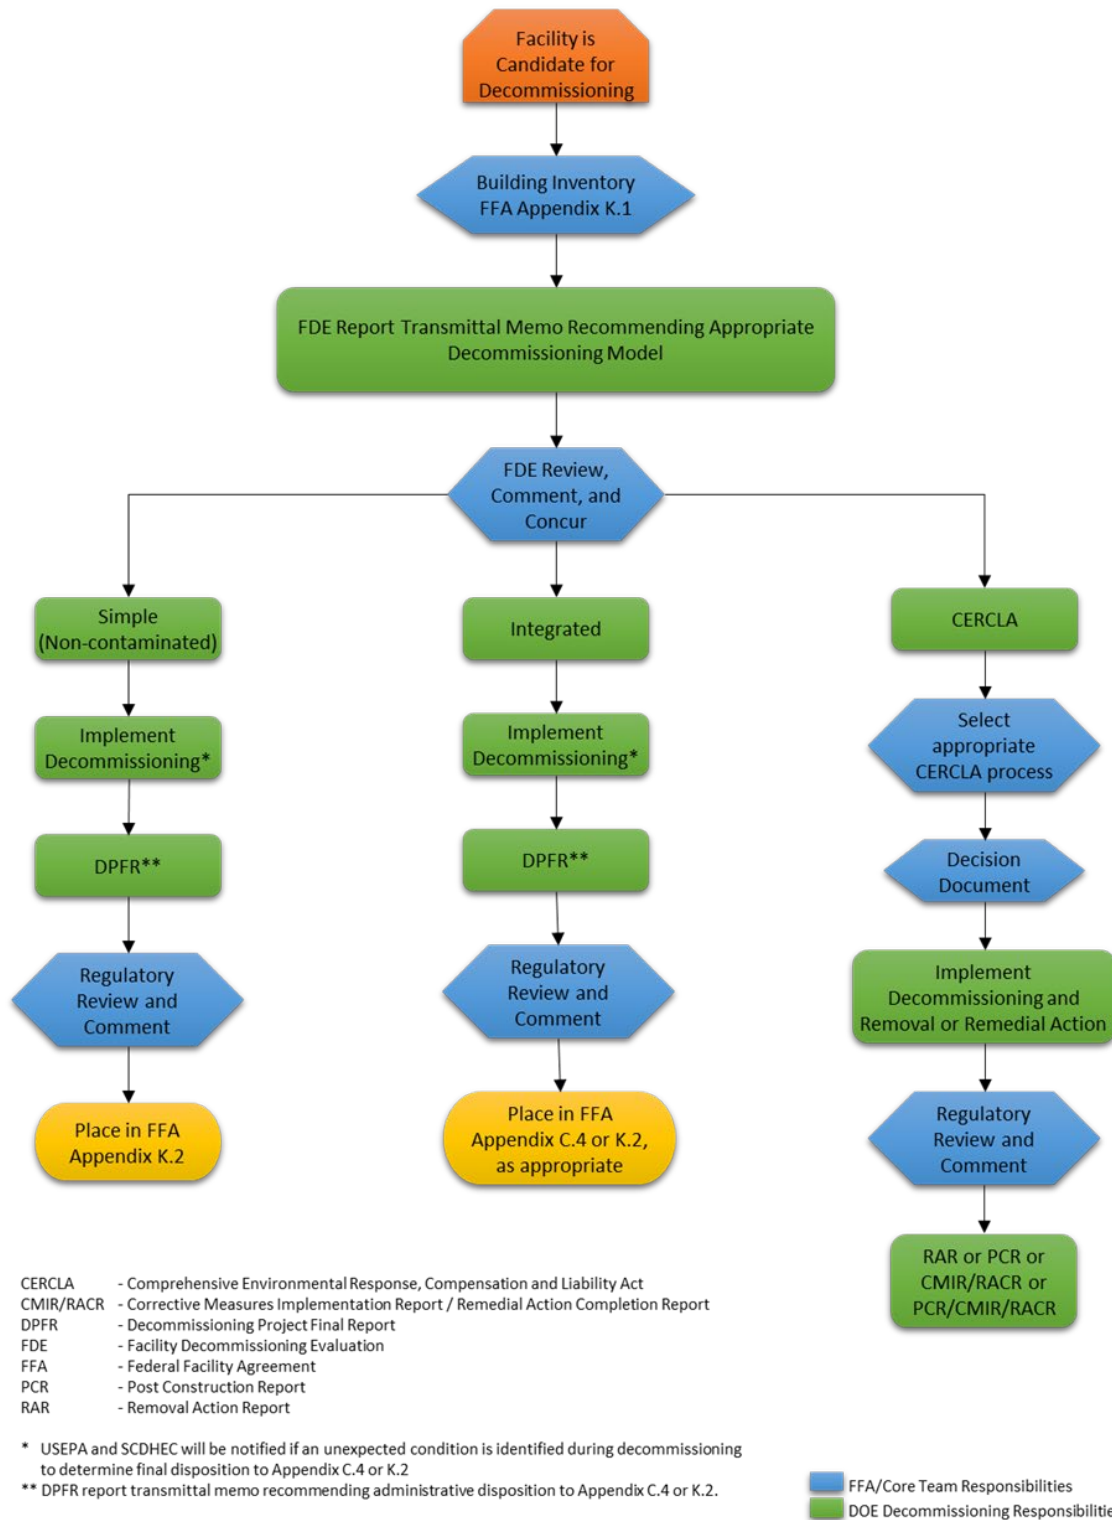 Facility is
Candidate for
Decommissioning
Building Inventory
FFA Appendix K.1
FDE Report Transmittal Memo Recommending Appropriate
Decommissioning Model
FDE Review,
Comment, and
Concur
Simple
(Non-contaminated)
Implement
Decommissioning*
DPFR**
Regulatory
Review and
Comment
Place in FFA
Appendix K.2
Integrated
Implement
Decommissioning*
DPFR**
Regulatory
Review and
Comment
Place in FFA
Appendix C.4 or K.2,
as appropriate
CERCLA
Select
appropriate
CERCLA process
Decision
Document
Implement
Decommissioning and
Removal or Remedial Action
Regulatory
Review and
Comment
RAR or PCR or
CMIR/RACR or
PCR/CMIR/RACR
CERCLA - Comprehensive Environmental Response, Compensation and Liability Act
CMIR/RACR - Corrective Measures Implementation Report / Remedial Action Completion Report
DPFR - Decommissioning Project Final Report
FDE - Facility Decommissioning Evaluation
FFA - Federal Facility Agreement
PCR - Post Construction Report
RAR - Removal Action Report
* USEPA and SCDHEC will be notified if an unexpected condition is identified during decommissioning
to determine final disposition to Appendix C.4 or K.2
** DPFR report transmittal memo recommending administrative disposition to Appendix C.4 or K.2.
FFA/Core Team Responsibilities
DOE Decommissioning Responsibilitie